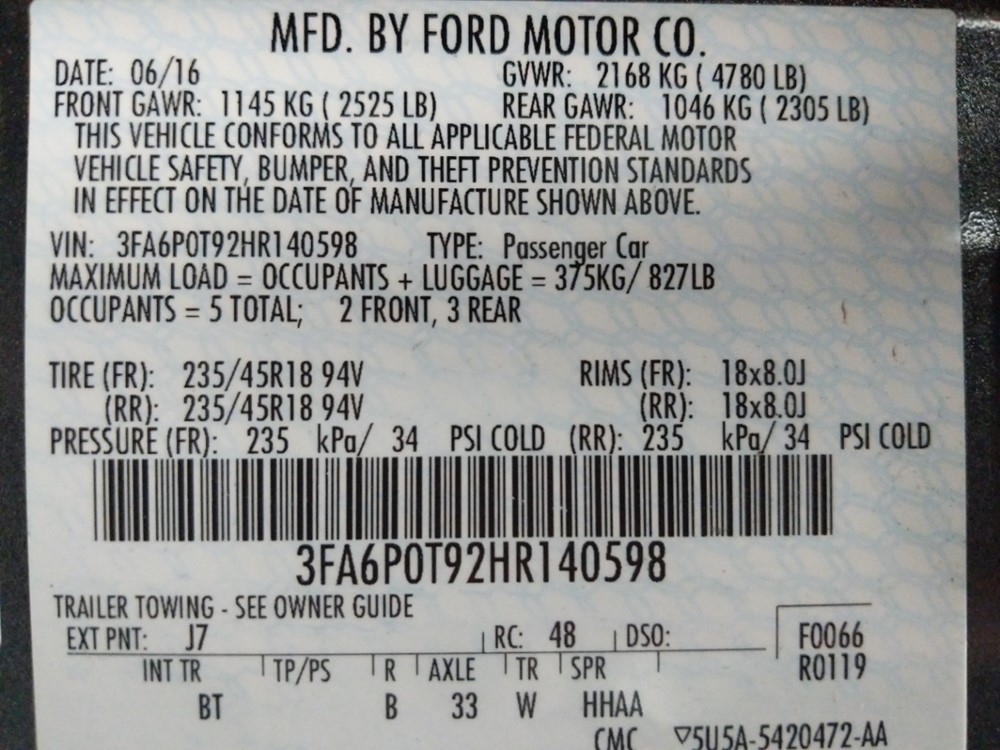 MFD. BY FORD MOTOR CO.
DATE: 06/16 GVWR: 2168 KG ( 4780 LB)
FRONT GAWR: 1145 KG ( 2525 LB) REAR GAWR: 1046 KG ( 2305 LB)
THIS VEHICLE CONFORMS TO ALL APPLICABLE FEDERAL MOTOR
VEHICLE SAFETY, BUMPER, AND THEFT PREVENTION STANDARDS
IN EFFECT ON THE DATE OF MANUFACTURE SHOWN ABOVE.
VIN: 3FA6P0T92HR140598 TYPE: Passenger Car
MAXIMUM LOAD = OCCUPANTS + LUGGAGE = 375KG/ 827LB
OCCUPANTS = 5 TOTAL; 2 FRONT, 3 REAR
TIRE (FR): 235/45R18 94V RIMS (FR): 18x8.0J
(RR): 235/45R18 94V (RR): 18x8.0J
PRESSURE (FR): 235 kPa/ 34 PSI COLD (RR): 235 kPa/ 34 PSI COLD
3FA6P0T92HR140598
TRAILER TOWING - SEE OWNER GUIDE
EXT PNT: J7 RC: 48 DSO: F0066
INT TR TP/PS R AXLE TR SPR R0119
BT B 33 W HHAA
CMC ▽5U5A-5420472-AA